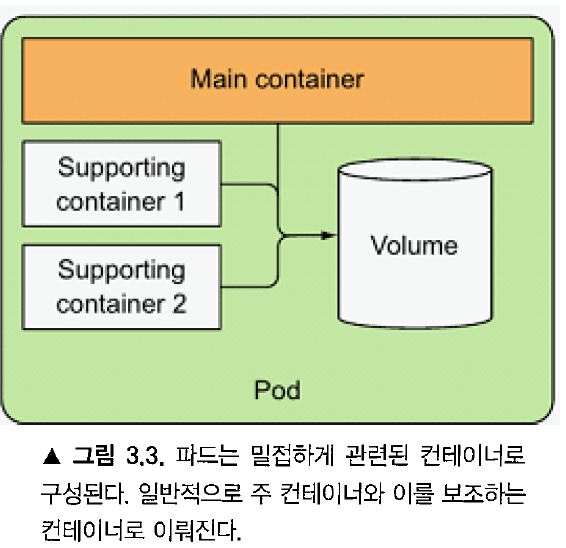 Main container
Supporting
container 1
Supporting
container 2
Volume
Pod
▲ 그림 3.3. 파드는 밀접하게 관련된 컨테이너로
구성된다. 일반적으로 주 컨테이너와 이를 보조하는
컨테이너로 이뤄진다.